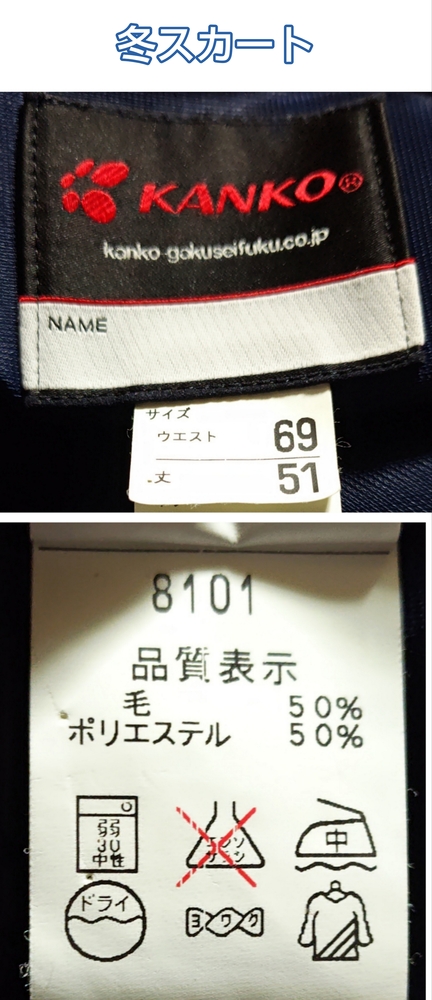 冬スカート
KANKO®
kanko-gakuseifuku.co.jp
NAME
サイズ
ウエスト 69
丈 51
8101
品質表示
毛 50%
ポリエステル 50%
弱
30
中性
エンソ
サラシ
中
ドライ
ヨワク